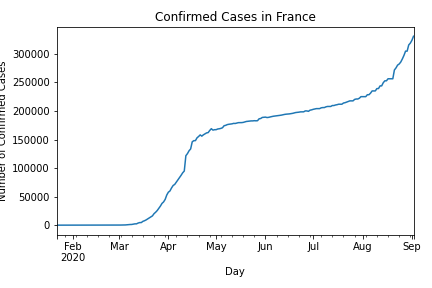 Confirmed Cases in France
300000
250000
200000
150000
100000
50000
0
Number of Confirmed Cases
Feb
2020
Mar
Apr
May
Jun
Jul
Aug
Sep
Day